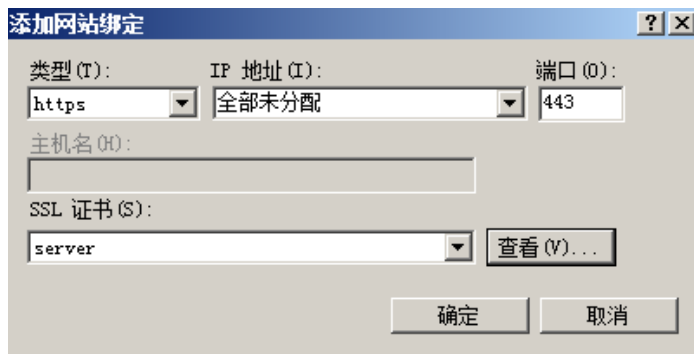 添加网站绑定
类型(T): IP 地址(I): 端口(O):
https 全部未分配 443
主机名(H):
SSL 证书(S):
server 查看(V)...
确定 取消